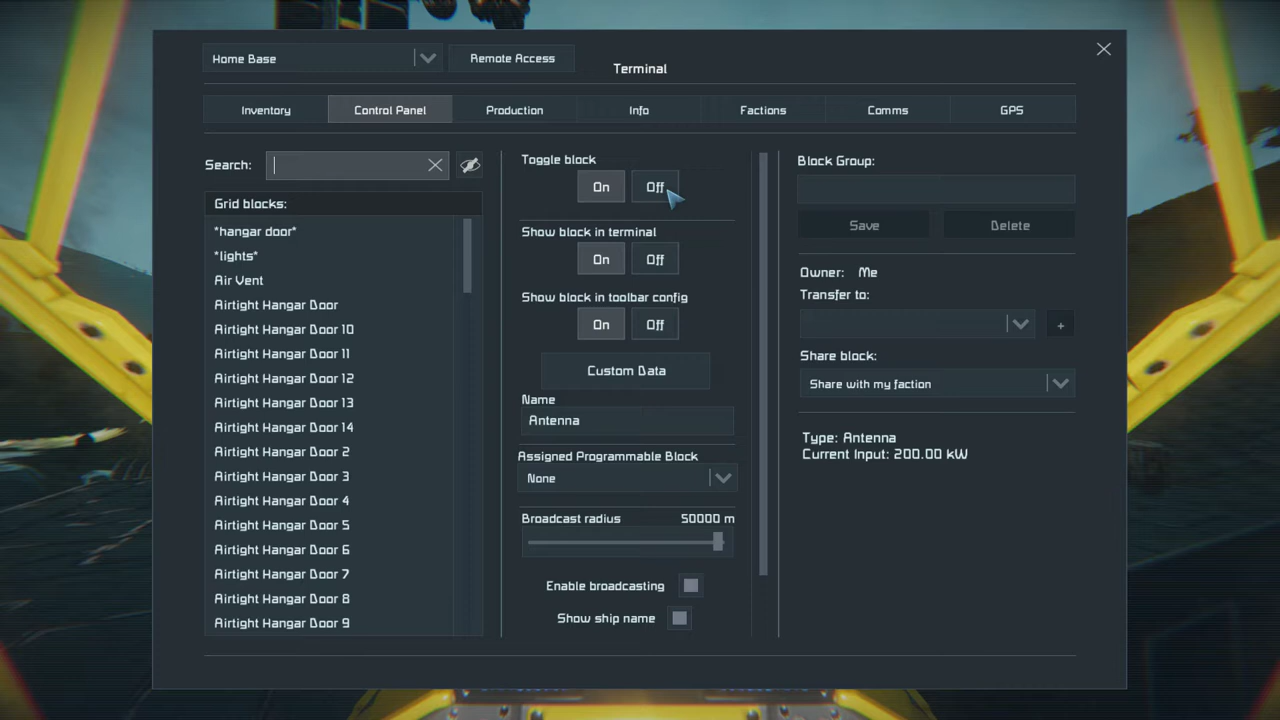 Home Base
Remote Access
Terminal
Inventory
Control Panel
Production
Info
Factions
Comms
GPS
Search:
Grid blocks:
*hangar door*
*lights*
Air Vent
Airtight Hangar Door
Airtight Hangar Door 10
Airtight Hangar Door 11
Airtight Hangar Door 12
Airtight Hangar Door 13
Airtight Hangar Door 14
Airtight Hangar Door 2
Airtight Hangar Door 3
Airtight Hangar Door 4
Airtight Hangar Door 5
Airtight Hangar Door 6
Airtight Hangar Door 7
Airtight Hangar Door 8
Airtight Hangar Door 9
Toggle block
On
Off
Show block in terminal
On
Off
Show block in toolbar config
On
Off
Custom Data
Name
Antenna
Assigned Programmable Block
None
Broadcast radius 50000 m
Enable broadcasting
Show ship name
Block Group:
Save
Delete
Owner: Me
Transfer to:
+
Share block:
Share with my faction
Type: Antenna
Current Input: 200.00 kW